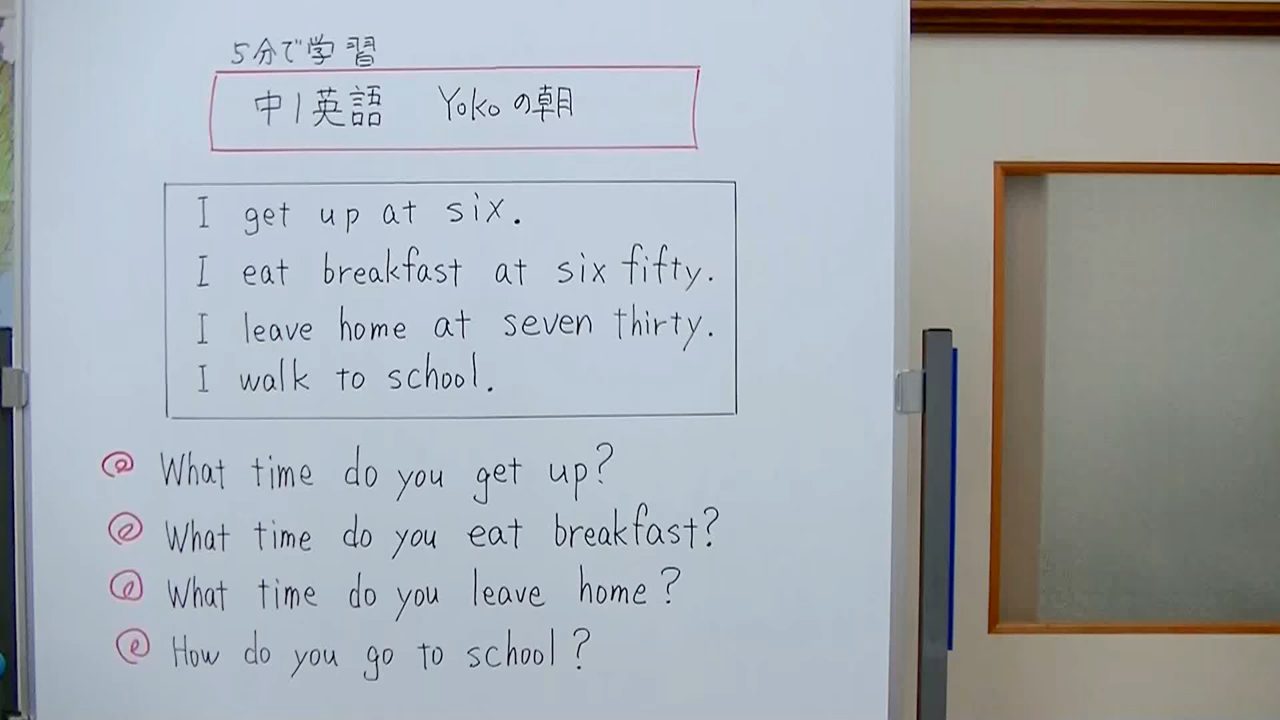 5分で学習
中1英語 Yokoの朝
I get up at six.
I eat breakfast at six fifty.
I leave home at seven thirty.
I walk to school.
What time do you get up?
What time do you eat breakfast?
What time do you leave home?
How do you go to school?